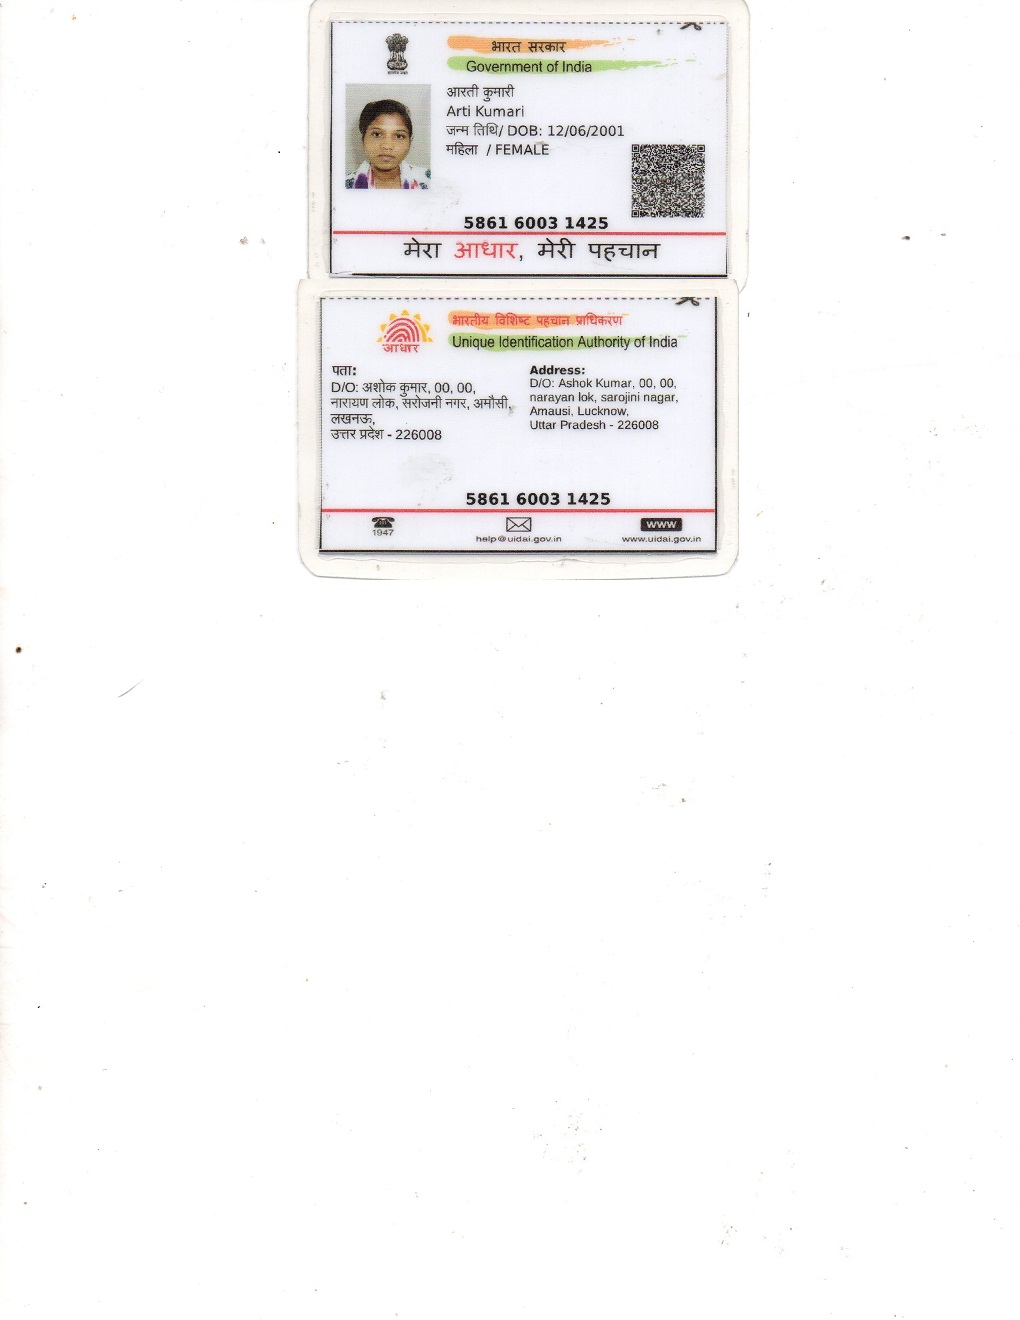 भारत सरकार
Government of India
आरती कुमारी
Arti Kumari
जन्म तिथि/ DOB: 12/06/2001
महिला / FEMALE
5861 6003 1425
मेरा आधार, मेरी पहचान
भारतीय विशिष्ट पहचान प्राधिकरण
Unique Identification Authority of India
आधार
पता:
D/O: अशोक कुमार, 00, 00,
नारायण लोक, सरोजनी नगर, अमौसी,
लखनऊ,
उत्तर प्रदेश - 226008
Address:
D/O: Ashok Kumar, 00, 00,
narayan lok, sarojini nagar,
Amausi, Lucknow,
Uttar Pradesh - 226008
5861 6003 1425
1947
help@uidai.gov.in
WWW
www.uidai.gov.in